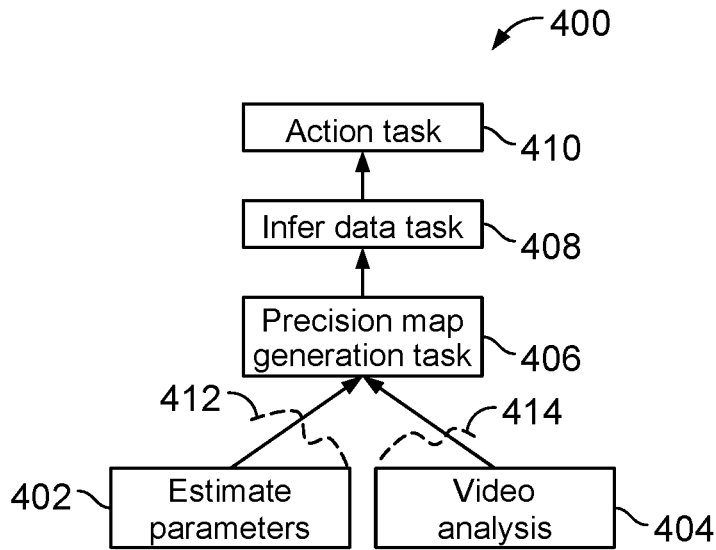 400
Action task
410
Infer data task
408
Precision map
generation task
406
412
414
402
Estimate
parameters
Video
analysis
404